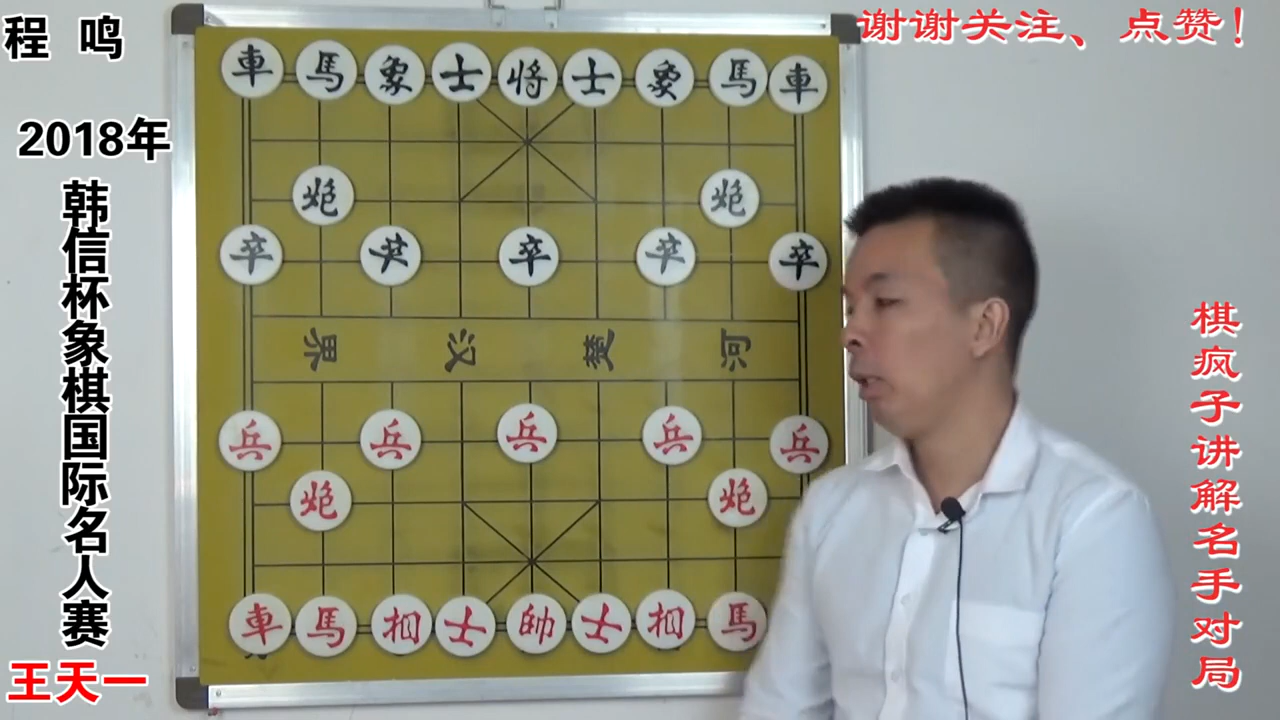 程 鸣
2018年
韩信杯象棋国际名人赛
王天一
谢谢关注、点赞!
棋疯子讲解名手对局
車馬象士将士象馬車
炮 炮
卒卒卒卒卒
界 汉 楚 河
兵兵兵兵兵
炮 炮
車馬相士帥士相馬